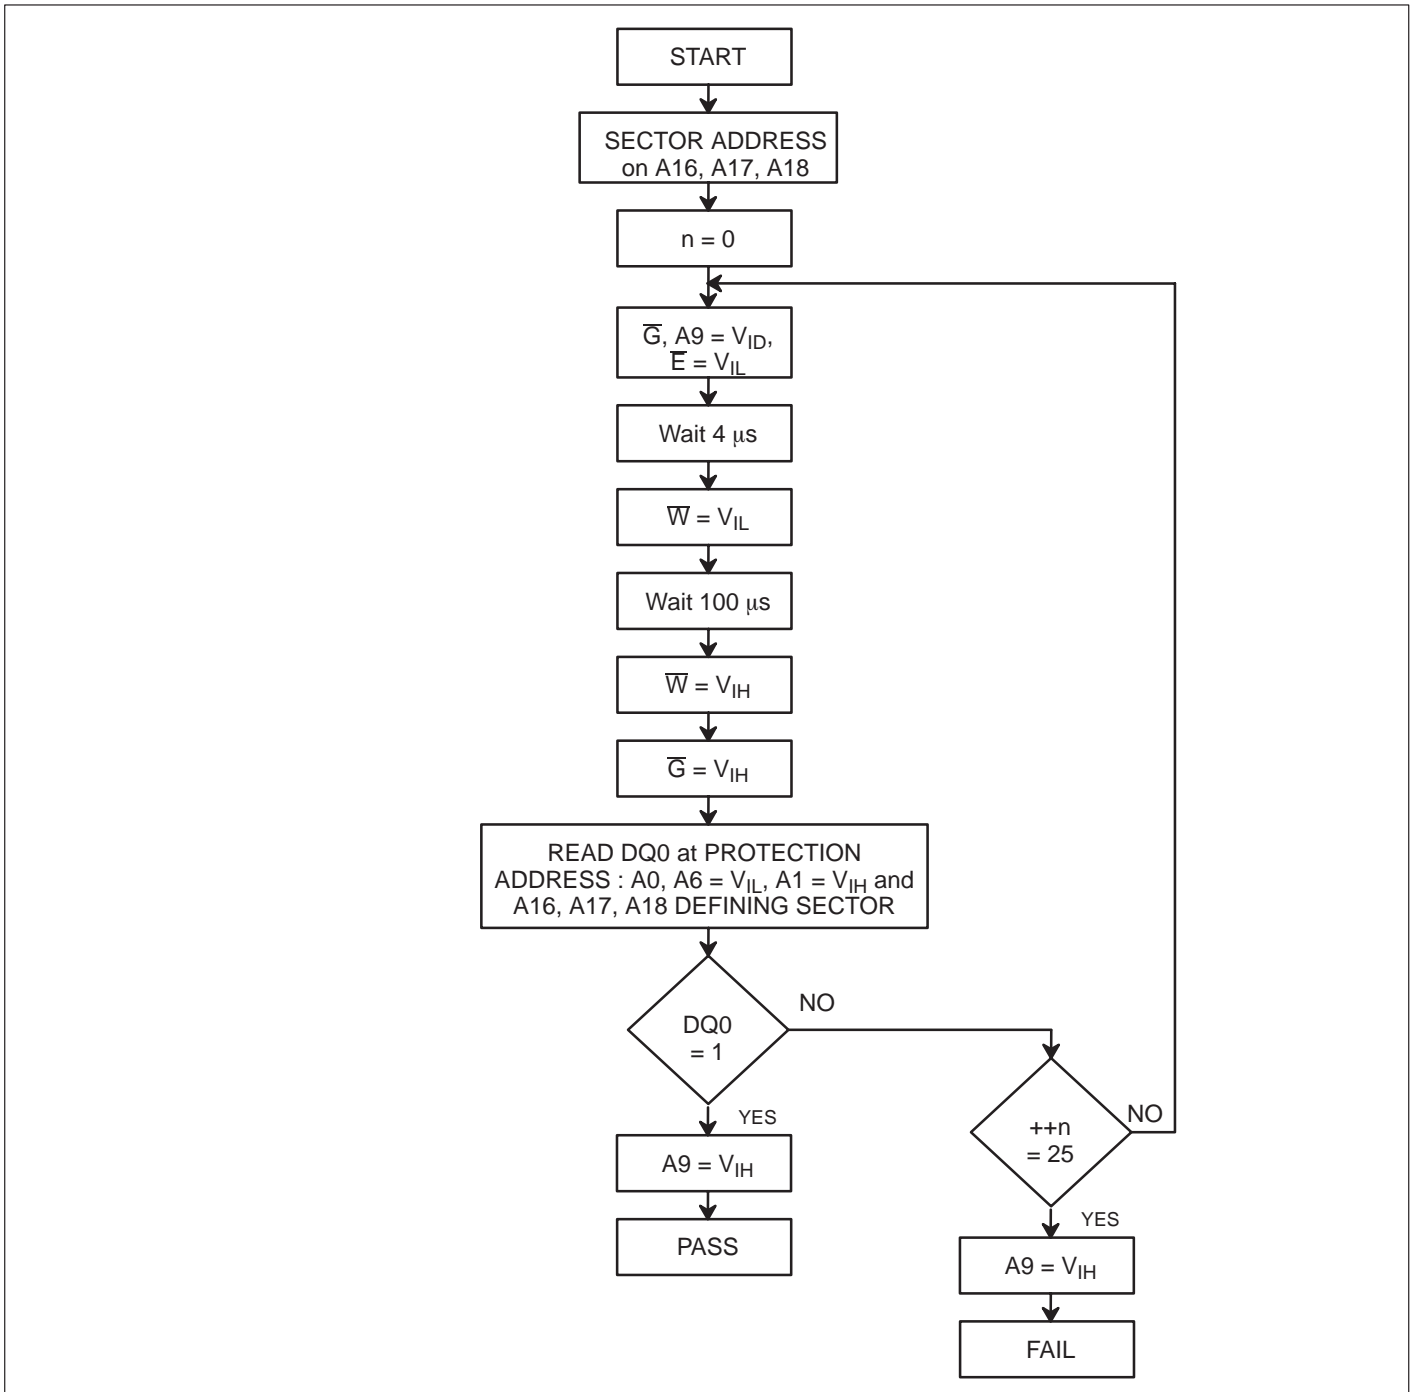 START
SECTOR ADDRESS
on A16, A17, A18
n = 0
G̅, A9 = VID,
E̅ = VIL
Wait 4 μs
W̅ = VIL
Wait 100 μs
W̅ = VIH
G̅ = VIH
READ DQ0 at PROTECTION
ADDRESS : A0, A6 = VIL, A1 = VIH and
A16, A17, A18 DEFINING SECTOR
NO
DQ0
= 1
YES
NO
++n
= 25
A9 = VIH
YES
PASS
A9 = VIH
FAIL